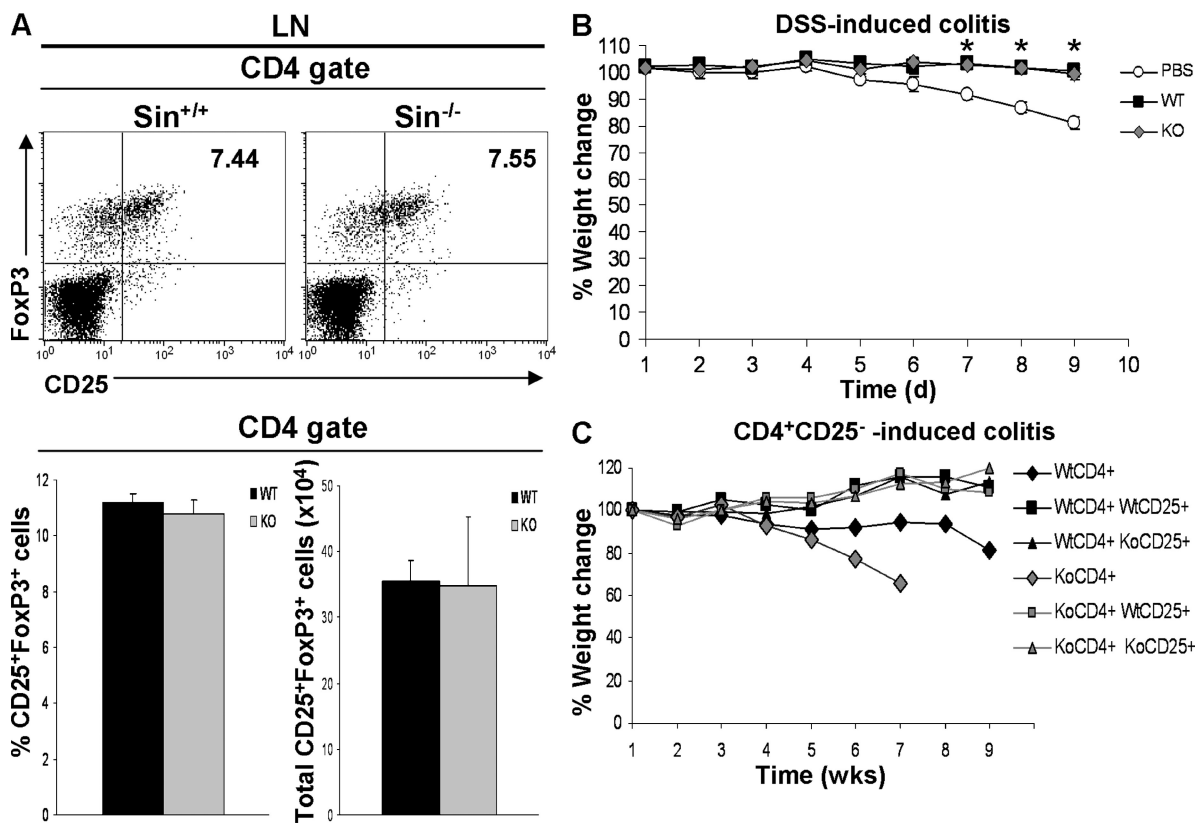 A
LN
CD4 gate
Sin+/+
Sin-/-
7.44
7.55
FoxP3
10⁰ 10¹ 10² 10³ 10⁴
10⁰ 10¹ 10² 10³ 10⁴
CD25
CD4 gate
% CD25⁺FoxP3⁺ cells
12
10
8
6
4
2
0
WT
KO
Total CD25⁺FoxP3⁺ cells (x10⁴)
50
40
30
20
10
0
WT
KO
B
DSS-induced colitis
* * *
% Weight change
110
100
90
80
70
60
50
40
30
20
10
0
1 2 3 4 5 6 7 8 9 10
Time (d)
PBS
WT
KO
C
CD4⁺CD25⁻ -induced colitis
% Weight change
120
100
80
60
40
20
0
1 2 3 4 5 6 7 8 9
Time (wks)
WtCD4+
WtCD4+ WtCD25+
WtCD4+ KoCD25+
KoCD4+
KoCD4+ WtCD25+
KoCD4+ KoCD25+